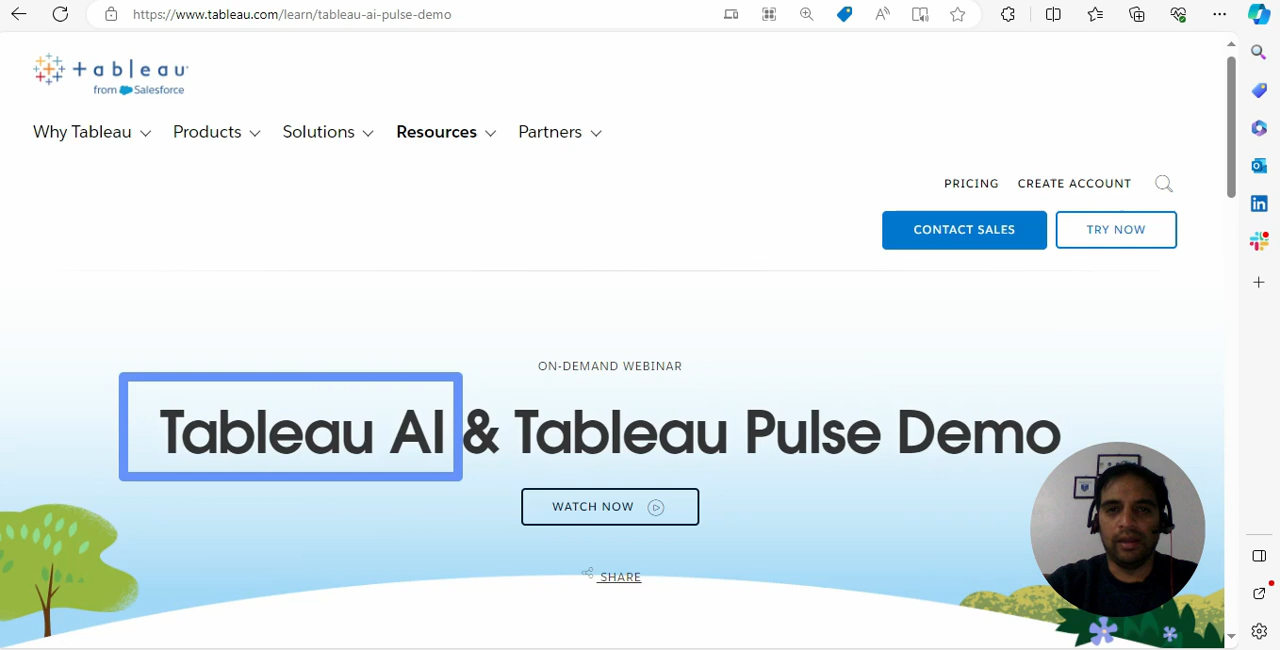 https://www.tableau.com/learn/tableau-ai-pulse-demo
+ableau
from Salesforce
Why Tableau Products Solutions Resources Partners
PRICING CREATE ACCOUNT
CONTACT SALES TRY NOW
ON-DEMAND WEBINAR
Tableau AI & Tableau Pulse Demo
WATCH NOW
SHARE